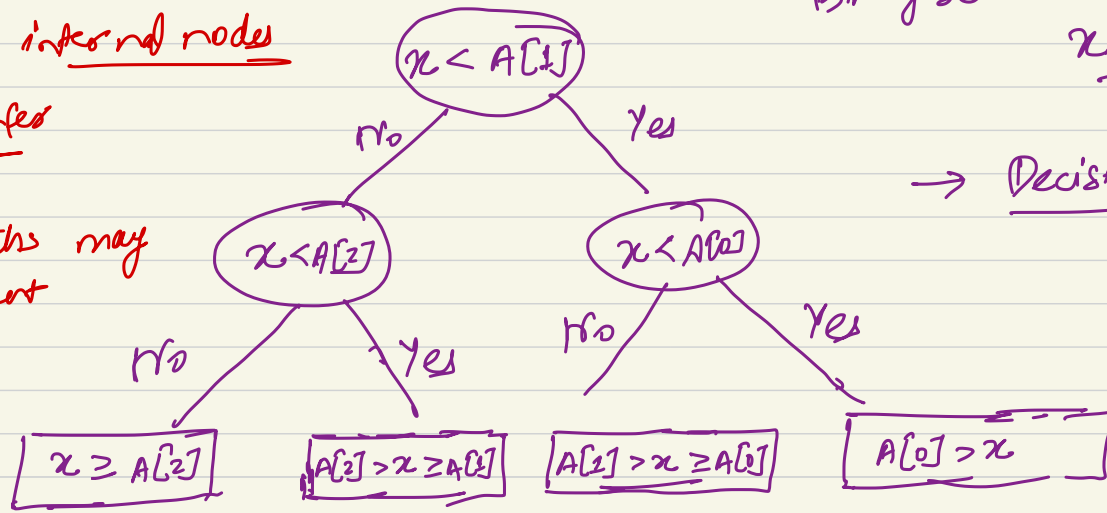 internal nodes
x < A[1]
x
No
Yes
→ Decis
x < A[2]
x < A[0]
may
No
Yes
No
Yes
x ≥ A[2]
A[2] > x ≥ A[1]
A[1] > x ≥ A[0]
A[0] > x